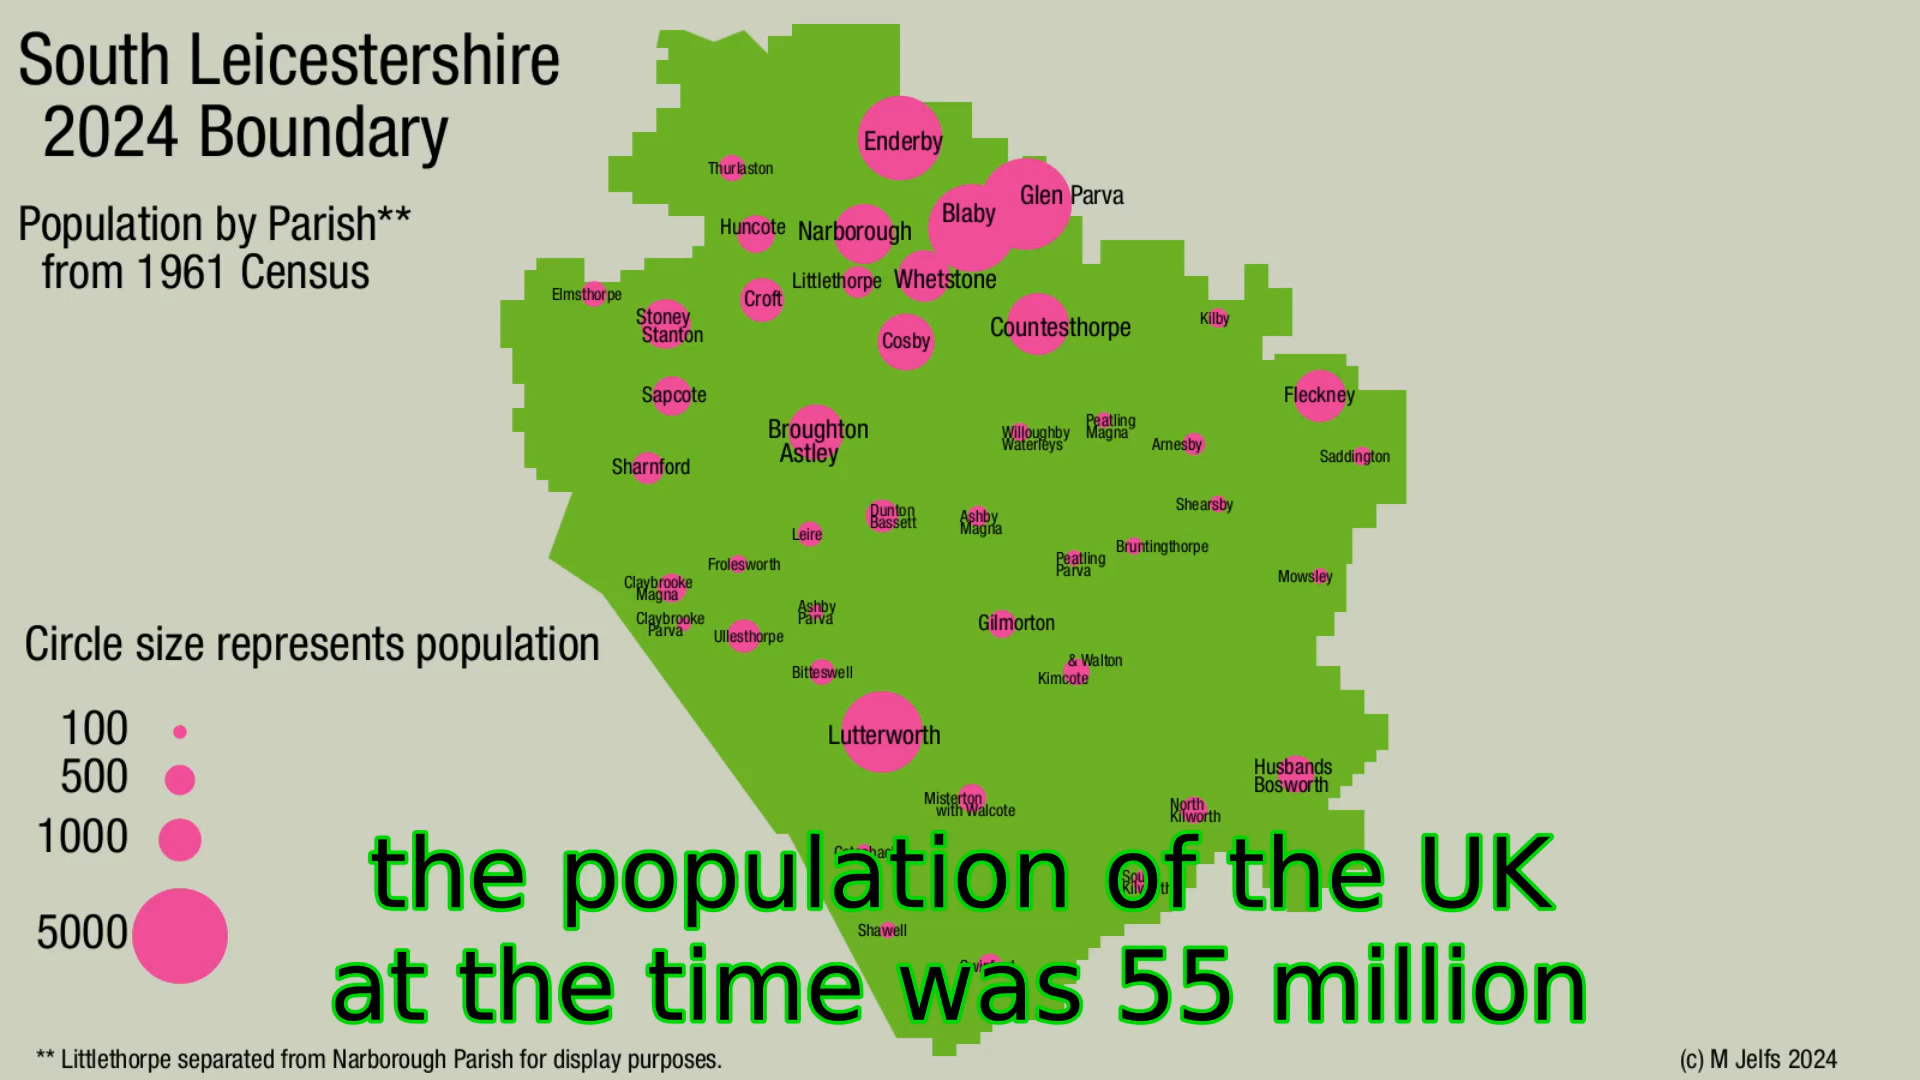 South Leicestershire
2024 Boundary
Population by Parish**
from 1961 Census
Enderby
Thurlaston
Glen Parva
Blaby
Huncote
Narborough
Littlethorpe
Whetstone
Elmsthorpe
Croft
Stoney
Stanton
Kilby
Countesthorpe
Cosby
Sapcote
Fleckney
Broughton
Astley
Willoughby
Waterleys
Peatling
Magna
Arnesby
Saddington
Sharnford
Dunton
Bassett
Ashby
Magna
Shearsby
Leire
Bruntingthorpe
Frolesworth
Peatling
Parva
Mowsley
Claybrooke
Magna
Claybrooke
Parva
Ashby
Parva
Ullesthorpe
Gilmorton
Bitteswell
& Walton
Kimcote
Lutterworth
Husbands
Bosworth
Misterton
with Walcote
North
Kilworth
Shawell
Circle size represents population
100
500
1000
5000
the population of the UK
at the time was 55 million
** Littlethorpe separated from Narborough Parish for display purposes.
(c) M Jelfs 2024